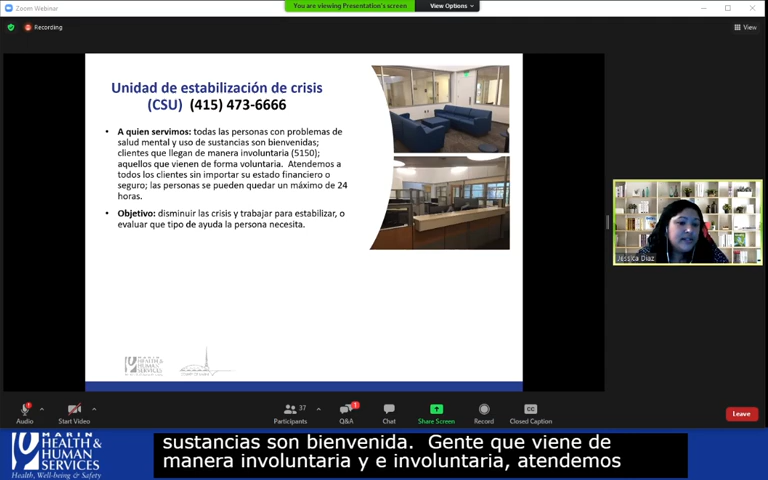 Zoom Webinar
You are viewing Presentation's screen
View Options
Recording
View
Unidad de estabilización de crisis
(CSU) (415) 473-6666
• A quien servimos: todas las personas con problemas de
salud mental y uso de sustancias son bienvenidas;
clientes que llegan de manera involuntaria (5150);
aquellos que vienen de forma voluntaria. Atendemos a
todos los clientes sin importar su estado financiero o
seguro; las personas se pueden quedar un máximo de 24
horas.
• Objetivo: disminuir las crisis y trabajar para estabilizar, o
evaluar que tipo de ayuda la persona necesita.
Jessica Diaz
MARIN
HEALTH &
HUMAN
SERVICES
Audio
Start Video
37
Participants
1
Q&A
Chat
Share Screen
Record
CC
Closed Caption
Leave
MARIN
HEALTH &
HUMAN
SERVICES
Health, Well-being & Safety
sustancias son bienvenida. Gente que viene de
manera involuntaria y e involuntaria, atendemos